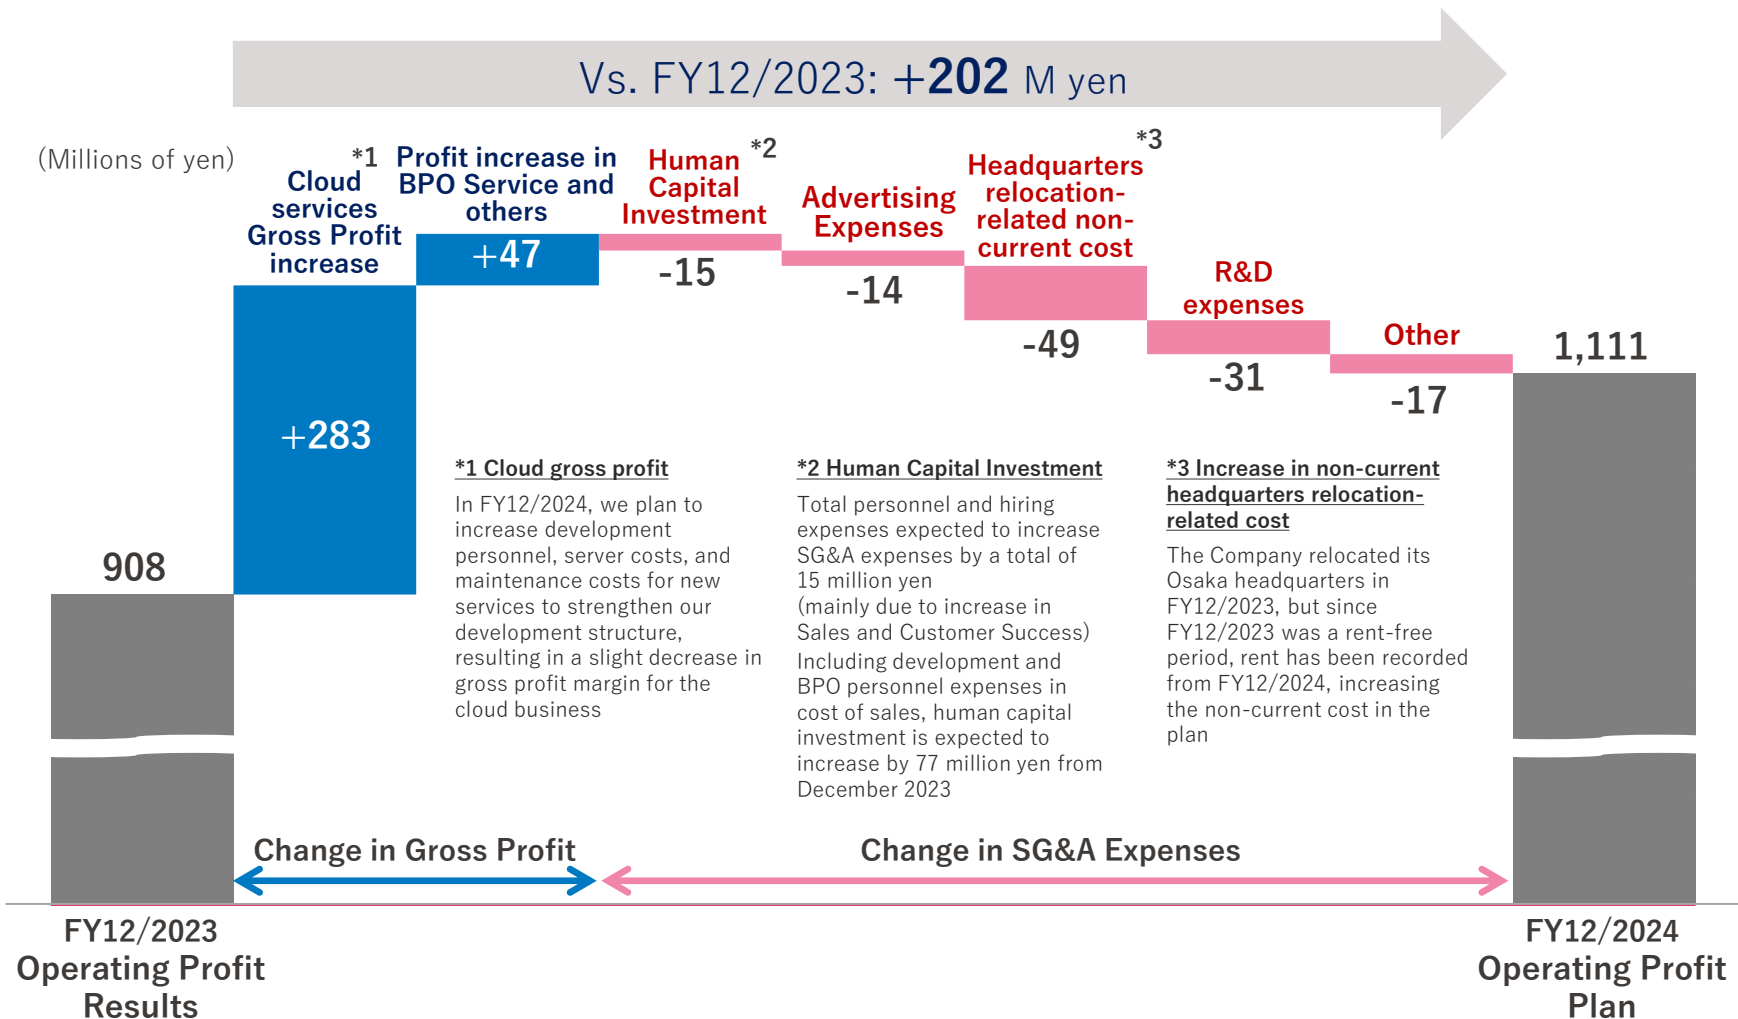 Vs. FY12/2023: +202 M yen
(Millions of yen)
*1
Cloud
services
Gross Profit
increase
Profit increase in
BPO Service and
others
Human
Capital
Investment
*2
Advertising
Expenses
*3
Headquarters
relocation-
related non-
current cost
R&D
expenses
Other
908
+283
+47
-15
-14
-49
-31
-17
1,111
*1 Cloud gross profit
In FY12/2024, we plan to
increase development
personnel, server costs, and
maintenance costs for new
services to strengthen our
development structure,
resulting in a slight decrease in
gross profit margin for the
cloud business
*2 Human Capital Investment
Total personnel and hiring
expenses expected to increase
SG&A expenses by a total of
15 million yen
(mainly due to increase in
Sales and Customer Success)
Including development and
BPO personnel expenses in
cost of sales, human capital
investment is expected to
increase by 77 million yen from
December 2023
*3 Increase in non-current
headquarters relocation-
related cost
The Company relocated its
Osaka headquarters in
FY12/2023, but since
FY12/2023 was a rent-free
period, rent has been recorded
from FY12/2024, increasing
the non-current cost in the
plan
Change in Gross Profit
Change in SG&A Expenses
FY12/2023
Operating Profit
Results
FY12/2024
Operating Profit
Plan